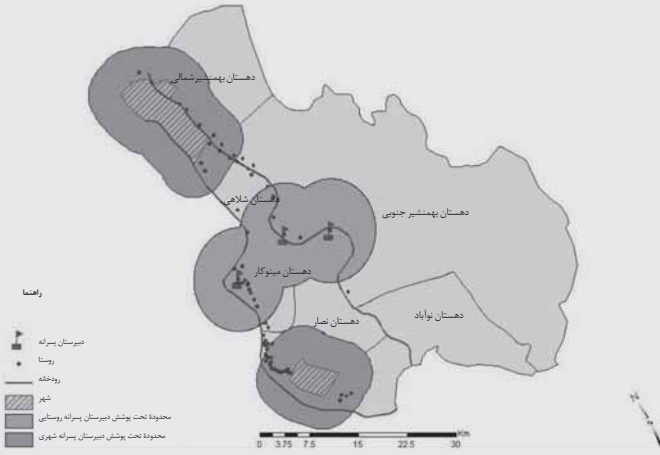 دهستان بهمنشیر شمالی
دهستان شلاهی
دهستان بهمنشیر جنوبی
دهستان مینوکار
دهستان نصار
دهستان نوآباد
راهنما
دبیرستان پسرانه
روستا
رودخانه
شهر
محدودهٔ تحت پوشش دبیرستان پسرانه روستایی
محدودهٔ تحت پوشش دبیرستان پسرانه شهری
Km
0 3.75 7.5 15 22.5 30
N